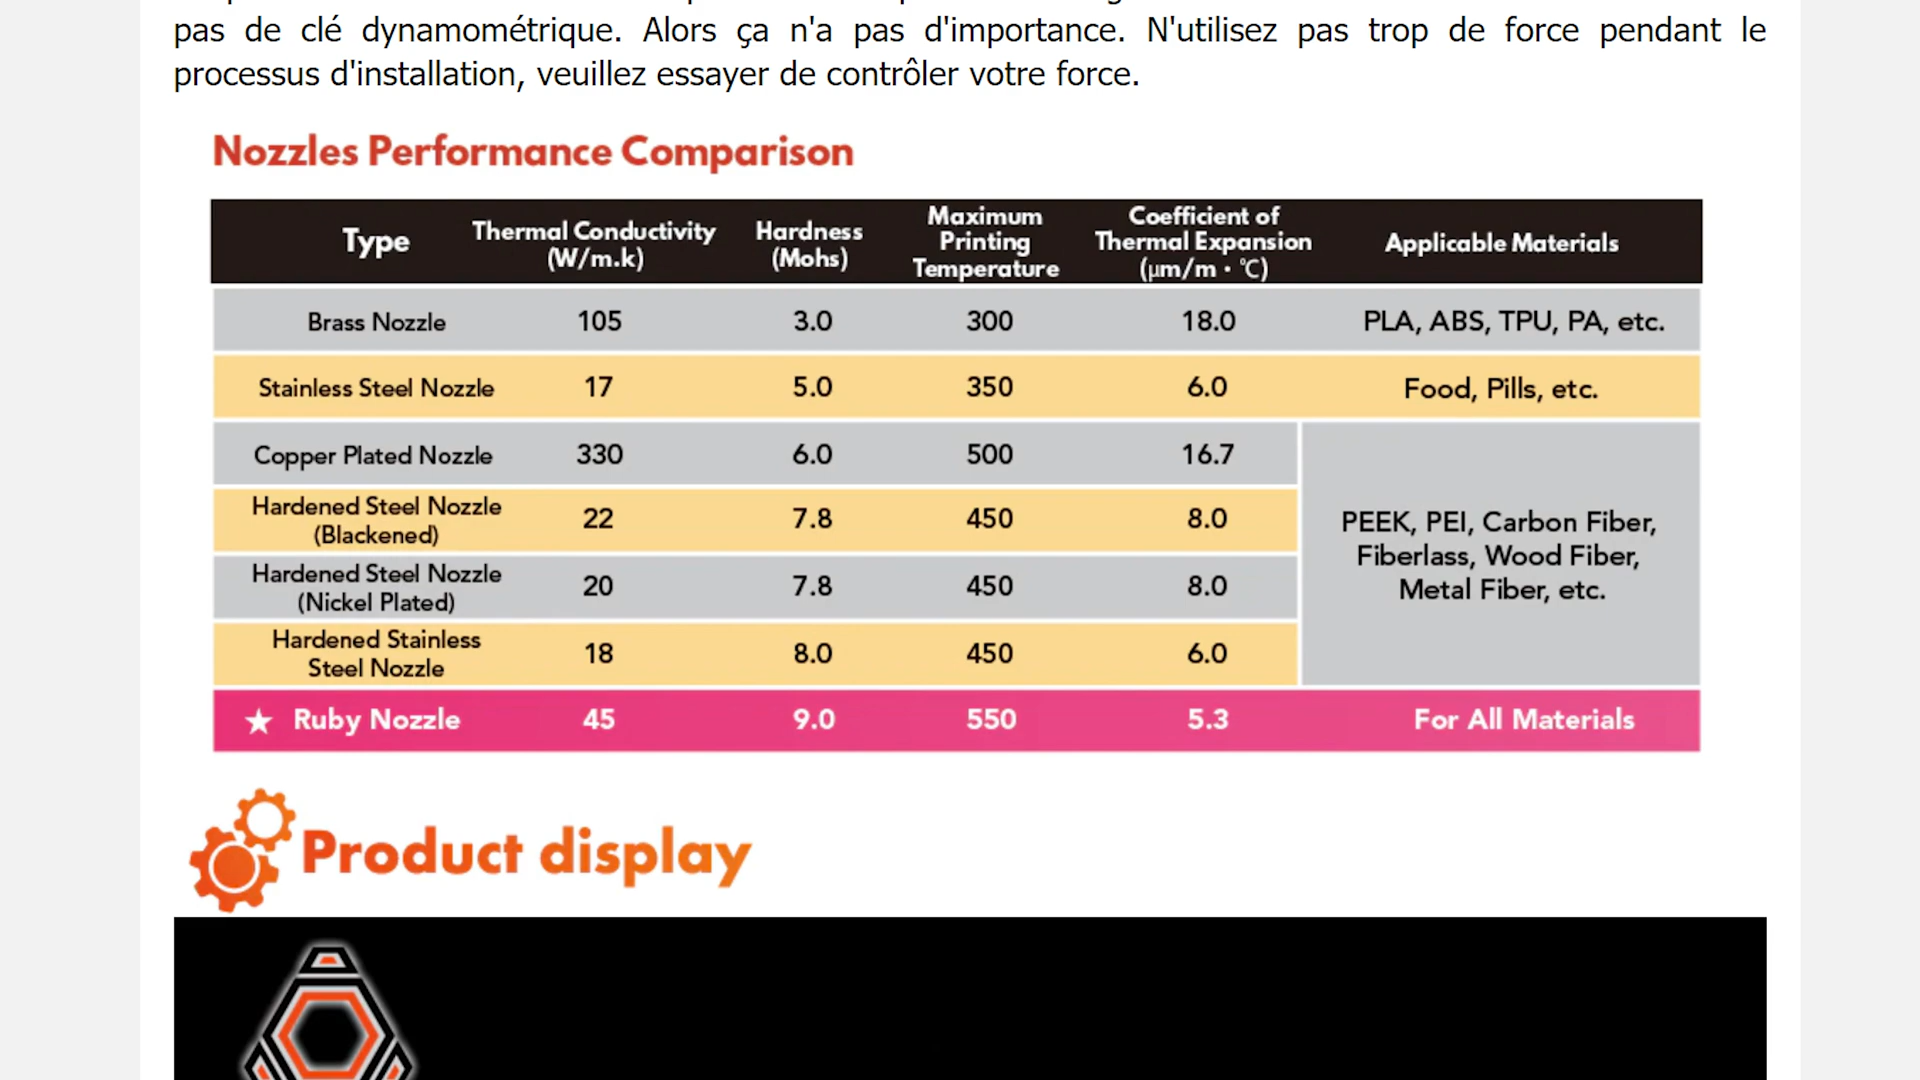 pas de clé dynamométrique. Alors ça n'a pas d'importance. N'utilisez pas trop de force pendant le
processus d'installation, veuillez essayer de contrôler votre force.
Nozzles Performance Comparison
Type Thermal Conductivity (W/m.k) Hardness (Mohs) Maximum Printing Temperature Coefficient of Thermal Expansion (μm/m · ℃) Applicable Materials
Brass Nozzle 105 3.0 300 18.0 PLA, ABS, TPU, PA, etc.
Stainless Steel Nozzle 17 5.0 350 6.0 Food, Pills, etc.
Copper Plated Nozzle 330 6.0 500 16.7
Hardened Steel Nozzle (Blackened) 22 7.8 450 8.0
Hardened Steel Nozzle (Nickel Plated) 20 7.8 450 8.0
Hardened Stainless Steel Nozzle 18 8.0 450 6.0
PEEK, PEI, Carbon Fiber,
Fiberlass, Wood Fiber,
Metal Fiber, etc.
★ Ruby Nozzle 45 9.0 550 5.3 For All Materials
Product display